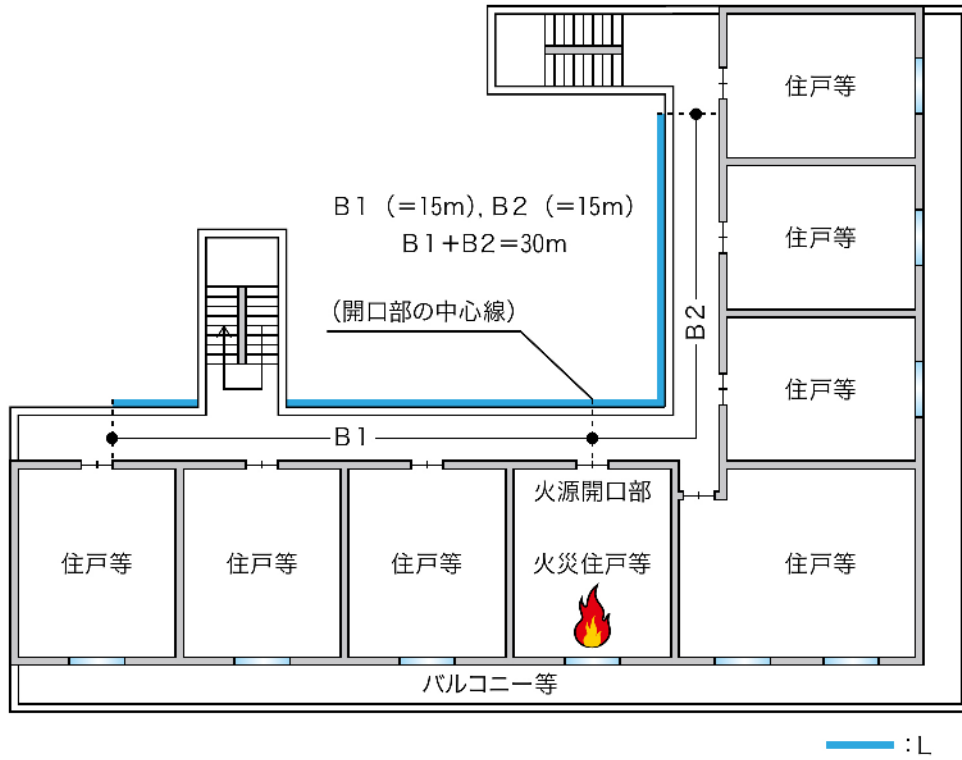 住戸等
B1 (=15m), B2 (=15m)
B1+B2=30m
住戸等
(開口部の中心線)
B2
住戸等
B1
火源開口部
住戸等
住戸等
住戸等
火災住戸等
住戸等
バルコニー等
:L